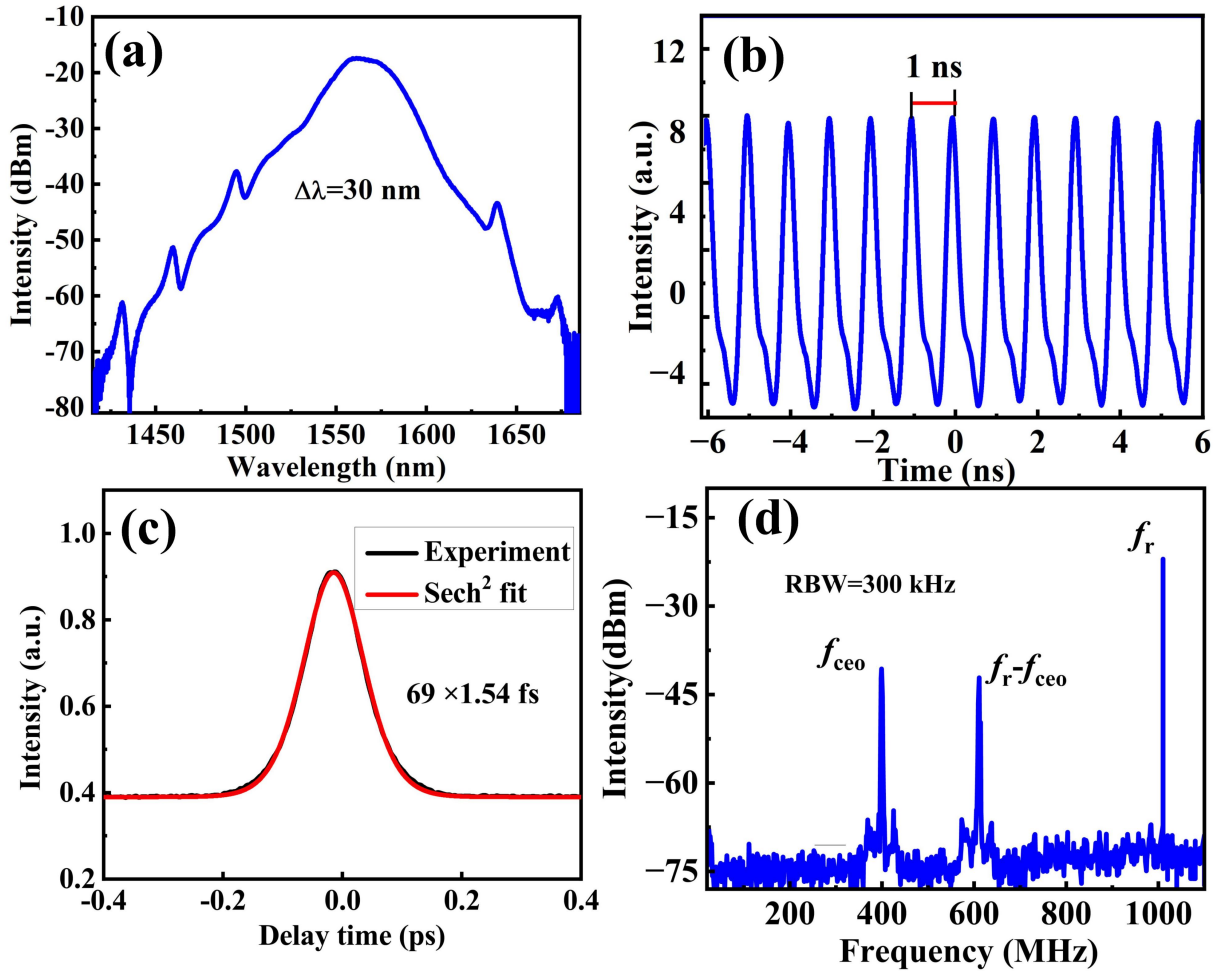 (a)
-10
-20
-30
-40
-50
-60
-70
-80
Intensity (dBm)
Δλ=30 nm
1450 1500 1550 1600 1650
Wavelength (nm)
(b)
1 ns
12
8
4
0
−4
Intensity (a.u.)
−6 −4 −2 0 2 4 6
Time (ns)
(c)
1.0
0.8
0.6
0.4
0.2
Intensity (a.u.)
Experiment
Sech² fit
69 ×1.54 fs
-0.4 -0.2 0.0 0.2 0.4
Delay time (ps)
(d)
−15
−30
−45
−60
−75
Intensity(dBm)
fr
RBW=300 kHz
fceo
fr-fceo
200 400 600 800 1000
Frequency (MHz)